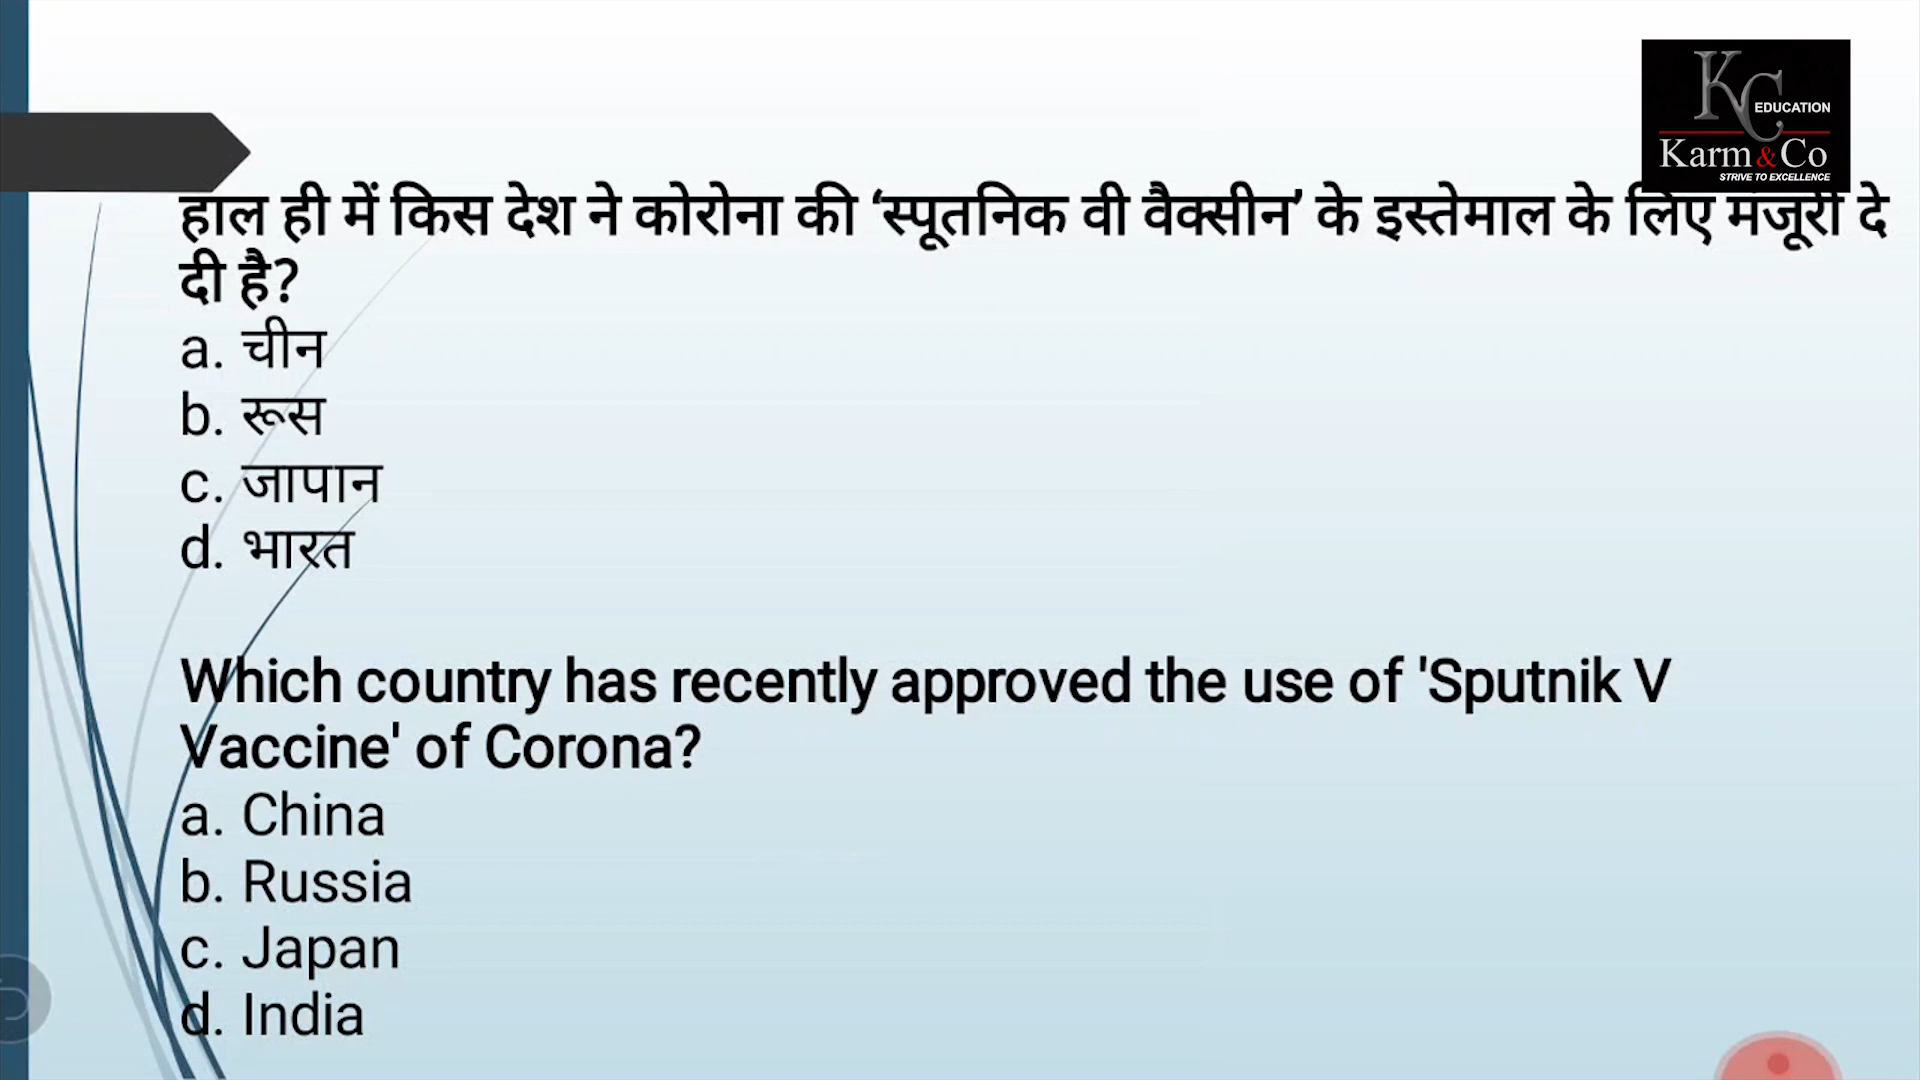 KC EDUCATION
Karm & Co
STRIVE TO EXCELLENCE
हाल ही में किस देश ने कोरोना की ‘स्पूतनिक वी वैक्सीन’ के इस्तेमाल के लिए मंजूरी दे
दी है?
a. चीन
b. रूस
c. जापान
d. भारत
Which country has recently approved the use of 'Sputnik V
Vaccine' of Corona?
a. China
b. Russia
c. Japan
d. India